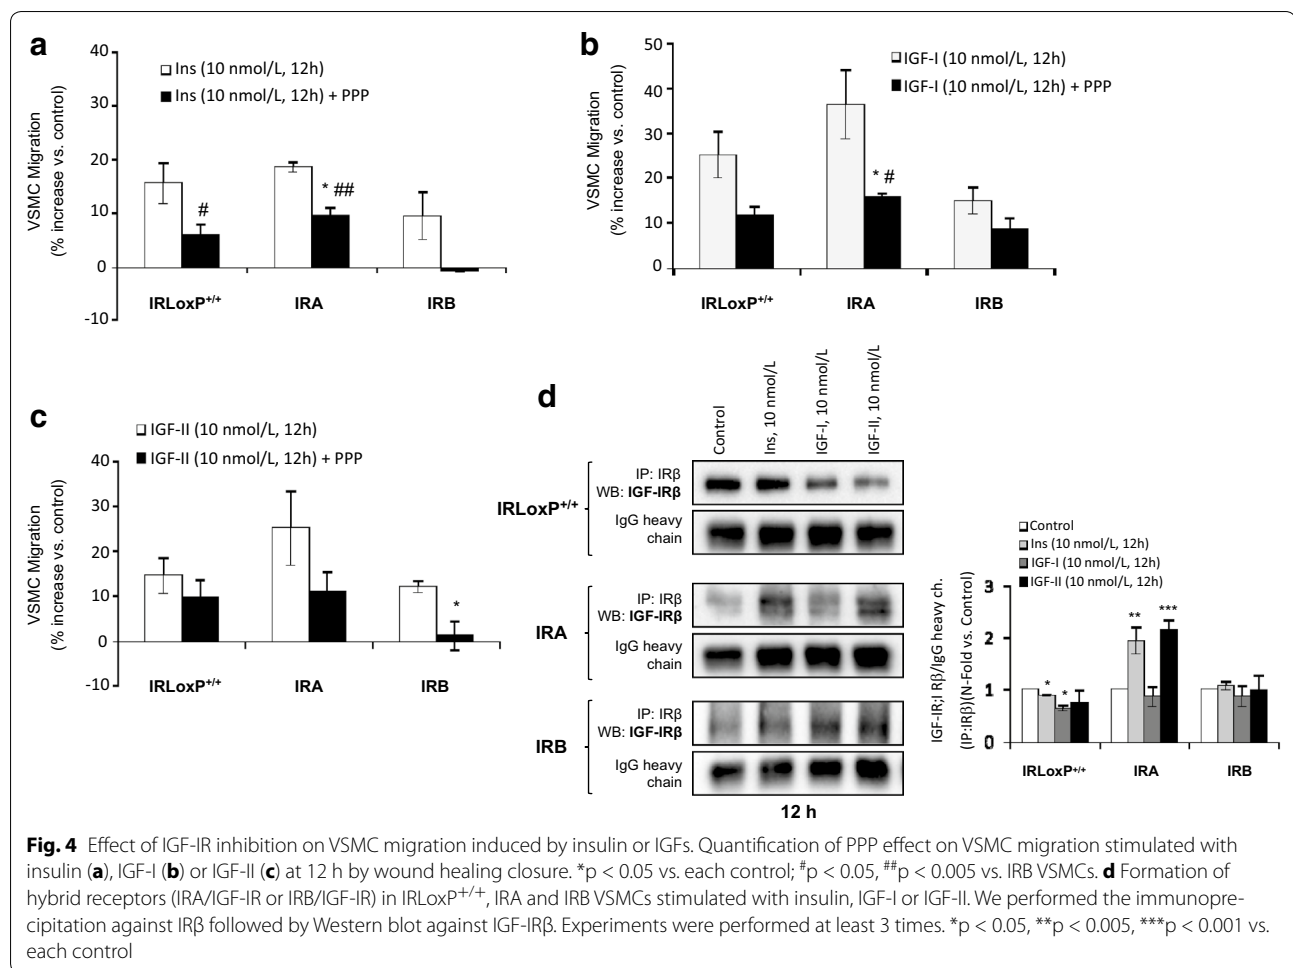 a
40
30
20
10
0
-10
VSMC Migration
(% increase vs. control)
Ins (10 nmol/L, 12h)
Ins (10 nmol/L, 12h) + PPP
#
* ##
IRLoxP+/+
IRA
IRB
b
50
40
30
20
10
0
VSMC Migration
(% increase vs. control)
IGF-I (10 nmol/L, 12h)
IGF-I (10 nmol/L, 12h) + PPP
* #
IRLoxP+/+
IRA
IRB
c
IGF-II (10 nmol/L, 12h)
IGF-II (10 nmol/L, 12h) + PPP
40
30
20
10
0
-10
VSMC Migration
(% increase vs. control)
*
IRLoxP+/+
IRA
IRB
d
Control
Ins, 10 nmol/L
IGF-I, 10 nmol/L
IGF-II, 10 nmol/L
IRLoxP+/+
IP: IRβ
WB: IGF-IRβ
IgG heavy
chain
IRA
IP: IRβ
WB: IGF-IRβ
IgG heavy
chain
IRB
IP: IRβ
WB: IGF-IRβ
IgG heavy
chain
12 h
Control
Ins (10 nmol/L, 12h)
IGF-I (10 nmol/L, 12h)
IGF-II (10 nmol/L, 12h)
IGF-IR;I Rβ/IgG heavy ch.
(IP:IRβ)(N-Fold vs. Control)
3
2
1
0
*
*
**
***
IRLoxP+/+
IRA
IRB
Fig. 4 Effect of IGF-IR inhibition on VSMC migration induced by insulin or IGFs. Quantification of PPP effect on VSMC migration stimulated with
insulin (a), IGF-I (b) or IGF-II (c) at 12 h by wound healing closure. *p < 0.05 vs. each control; #p < 0.05, ##p < 0.005 vs. IRB VSMCs. d Formation of
hybrid receptors (IRA/IGF-IR or IRB/IGF-IR) in IRLoxP+/+, IRA and IRB VSMCs stimulated with insulin, IGF-I or IGF-II. We performed the immunopre-
cipitation against IRβ followed by Western blot against IGF-IRβ. Experiments were performed at least 3 times. *p < 0.05, **p < 0.005, ***p < 0.001 vs.
each control